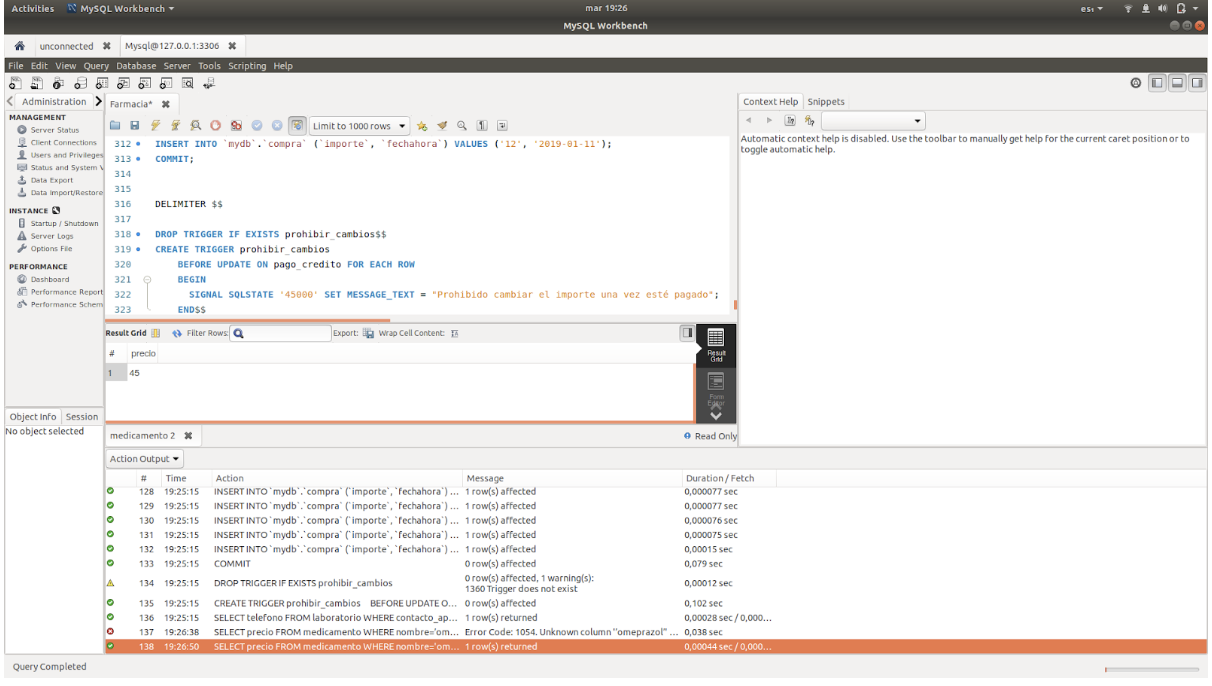 Activities MySQL Workbench mar 19:26 es₁
MySQL Workbench
unconnected Mysql@127.0.0.1:3306
File Edit View Query Database Server Tools Scripting Help
Administration Farmacia* Context Help Snippets
MANAGEMENT
Server Status
Client Connections
Users and Privileges
Status and System V
Data Export
Data Import/Restore
INSTANCE
Startup / Shutdown
Server Logs
Options File
PERFORMANCE
Dashboard
Performance Report
Performance Schem
Object Info Session
No object selected
Limit to 1000 rows
312 INSERT INTO `mydb`.`compra` (`importe`, `fechahora`) VALUES ('12', '2019-01-11');
313 COMMIT;
314
315
316 DELIMITER $$
317
318 DROP TRIGGER IF EXISTS prohibir_cambios$$
319 CREATE TRIGGER prohibir_cambios
320 BEFORE UPDATE ON pago_credito FOR EACH ROW
321 BEGIN
322 SIGNAL SQLSTATE '45000' SET MESSAGE_TEXT = "Prohibido cambiar el importe una vez esté pagado";
323 END$$
Result Grid Filter Rows: Export: Wrap Cell Content:
# precio
1 45
Result
Grid
Form
Editor
medicamento 2 Read Only
Automatic context help is disabled. Use the toolbar to manually get help for the current caret position or to
toggle automatic help.
Action Output
# Time Action Message Duration / Fetch
128 19:25:15 INSERT INTO `mydb`.`compra` (`importe`, `fechahora`) ... 1 row(s) affected 0,000077 sec
129 19:25:15 INSERT INTO `mydb`.`compra` (`importe`, `fechahora`) ... 1 row(s) affected 0,000077 sec
130 19:25:15 INSERT INTO `mydb`.`compra` (`importe`, `fechahora`) ... 1 row(s) affected 0,000076 sec
131 19:25:15 INSERT INTO `mydb`.`compra` (`importe`, `fechahora`) ... 1 row(s) affected 0,000075 sec
132 19:25:15 INSERT INTO `mydb`.`compra` (`importe`, `fechahora`) ... 1 row(s) affected 0,00015 sec
133 19:25:15 COMMIT 0 row(s) affected 0,079 sec
134 19:25:15 DROP TRIGGER IF EXISTS prohibir_cambios 0 row(s) affected, 1 warning(s):
1360 Trigger does not exist 0,00012 sec
135 19:25:15 CREATE TRIGGER prohibir_cambios BEFORE UPDATE O... 0 row(s) affected 0,102 sec
136 19:25:15 SELECT telefono FROM laboratorio WHERE contacto_ap... 1 row(s) returned 0,00028 sec / 0,000...
137 19:26:38 SELECT precio FROM medicamento WHERE nombre='om... Error Code: 1054. Unknown column "omeprazol" ... 0,038 sec
138 19:26:50 SELECT precio FROM medicamento WHERE nombre='om... 1 row(s) returned 0,00044 sec / 0,000...
Query Completed